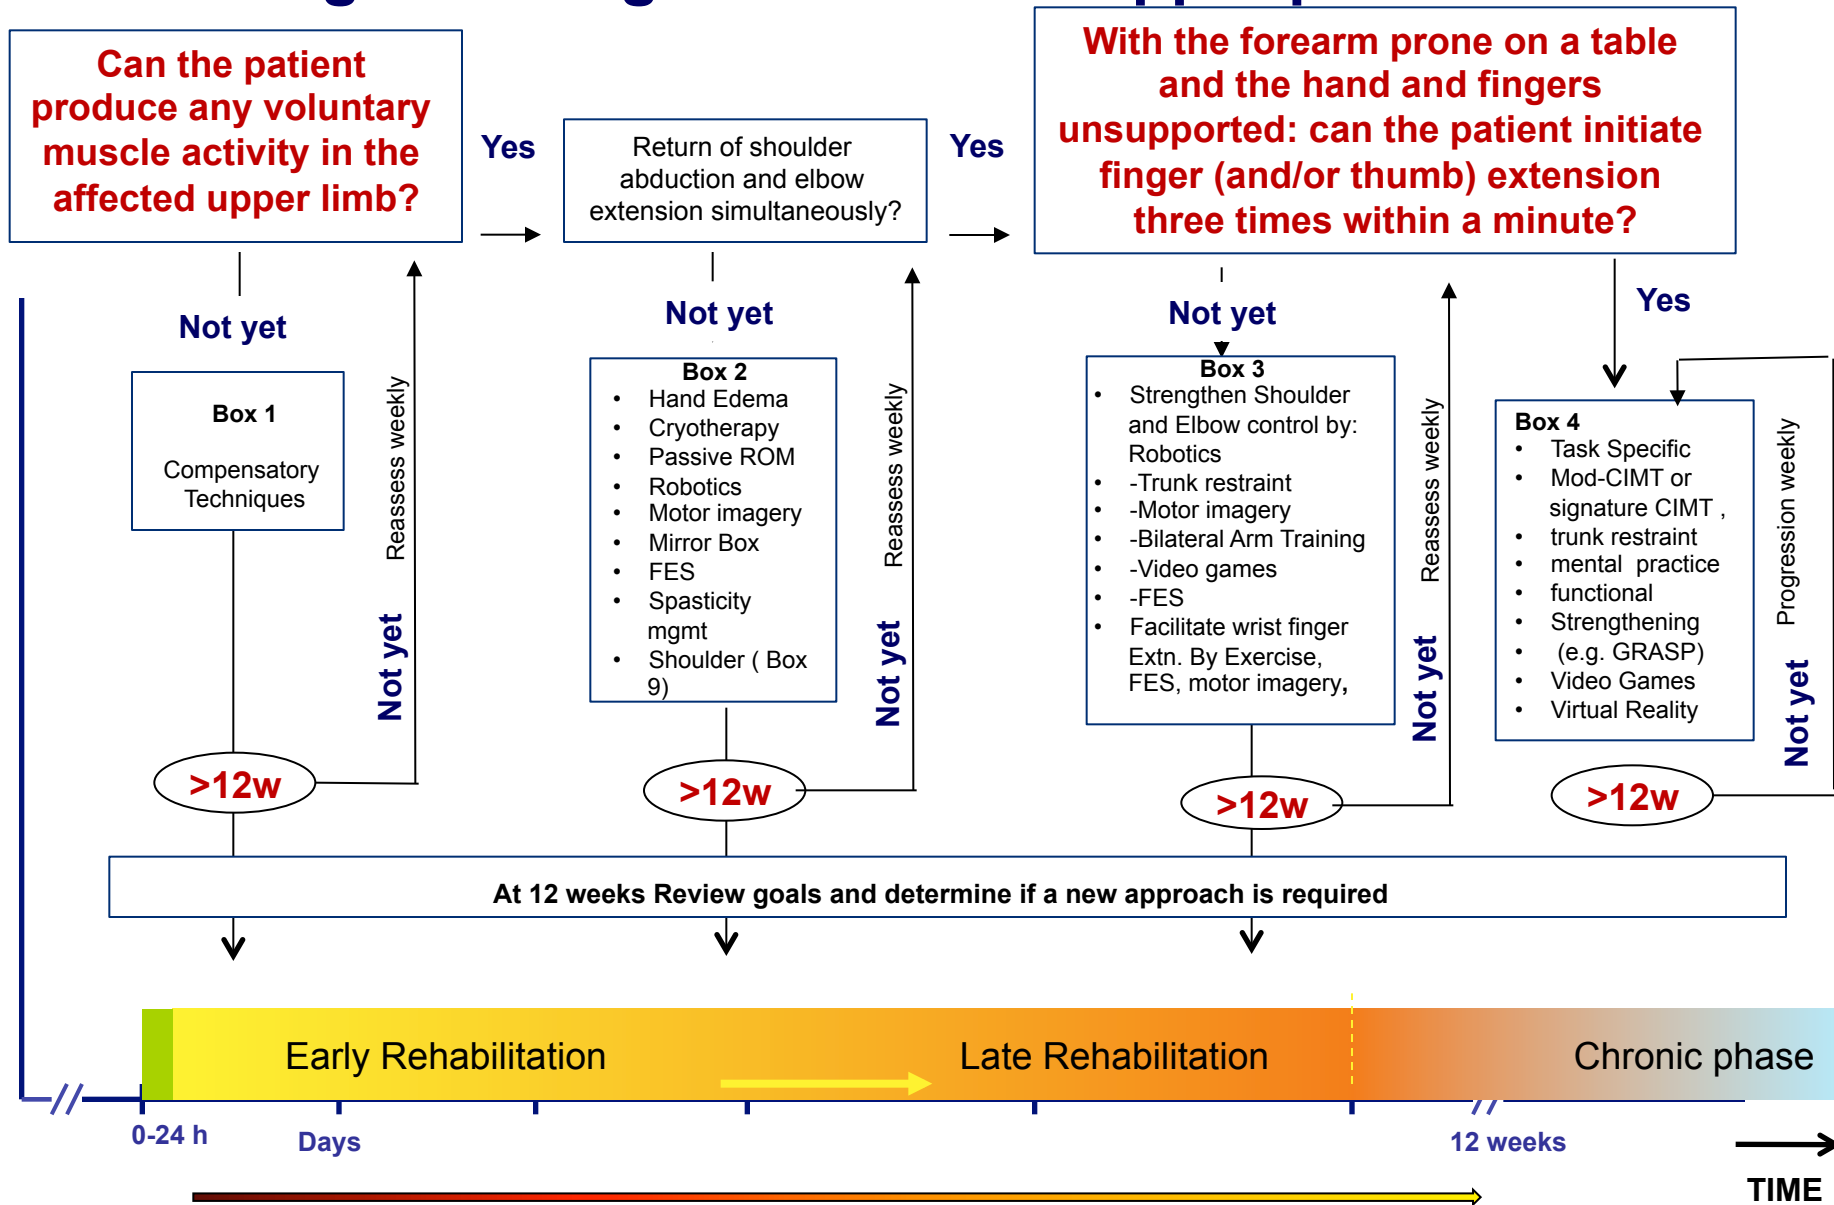 Can the patient
produce any voluntary
muscle activity in the
affected upper limb?
Yes
Return of shoulder
abduction and elbow
extension simultaneously?
Yes
With the forearm prone on a table
and the hand and fingers
unsupported: can the patient initiate
finger (and/or thumb) extension
three times within a minute?
Not yet
Not yet
Not yet
Yes
Box 1
Compensatory
Techniques
Reassess weekly
Not yet
Box 2
• Hand Edema
• Cryotherapy
• Passive ROM
• Robotics
• Motor imagery
• Mirror Box
• FES
• Spasticity
mgmt
• Shoulder ( Box
9)
Reassess weekly
Not yet
Box 3
• Strengthen Shoulder
and Elbow control by:
Robotics
• -Trunk restraint
• -Motor imagery
• -Bilateral Arm Training
• -Video games
• -FES
• Facilitate wrist finger
Extn. By Exercise,
FES, motor imagery,
Reassess weekly
Not yet
Box 4
• Task Specific
• Mod-CIMT or
signature CIMT ,
• trunk restraint
• mental practice
• functional
• Strengthening
• (e.g. GRASP)
• Video Games
• Virtual Reality
Progression weekly
Not yet
>12w
>12w
>12w
>12w
At 12 weeks Review goals and determine if a new approach is required
Early Rehabilitation
Late Rehabilitation
Chronic phase
0-24 h
Days
12 weeks
TIME